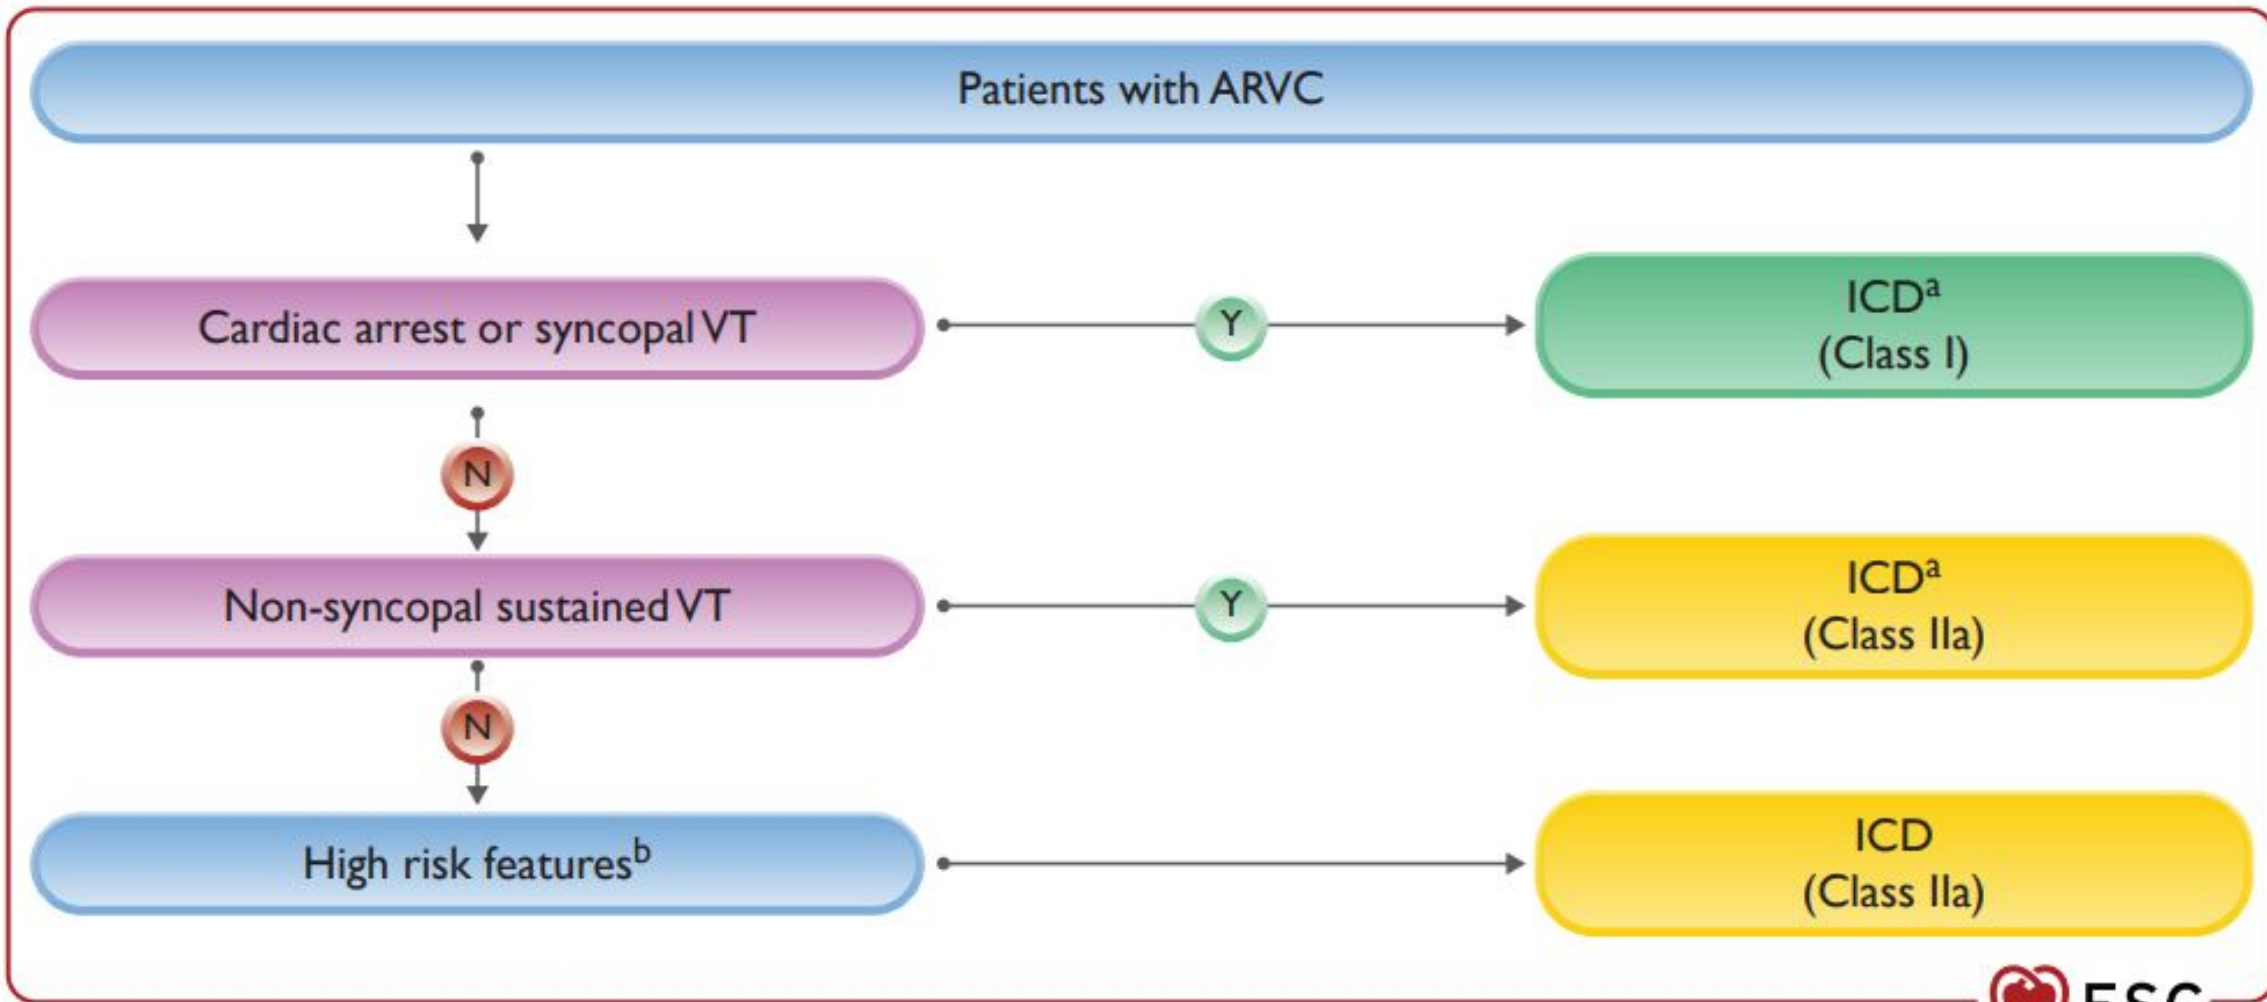 Patients with ARVC
Cardiac arrest or syncopal VT
Y
ICDa
(Class I)
N
Non-syncopal sustained VT
Y
ICDa
(Class IIa)
N
High risk featuresb
ICD
(Class IIa)
ESC